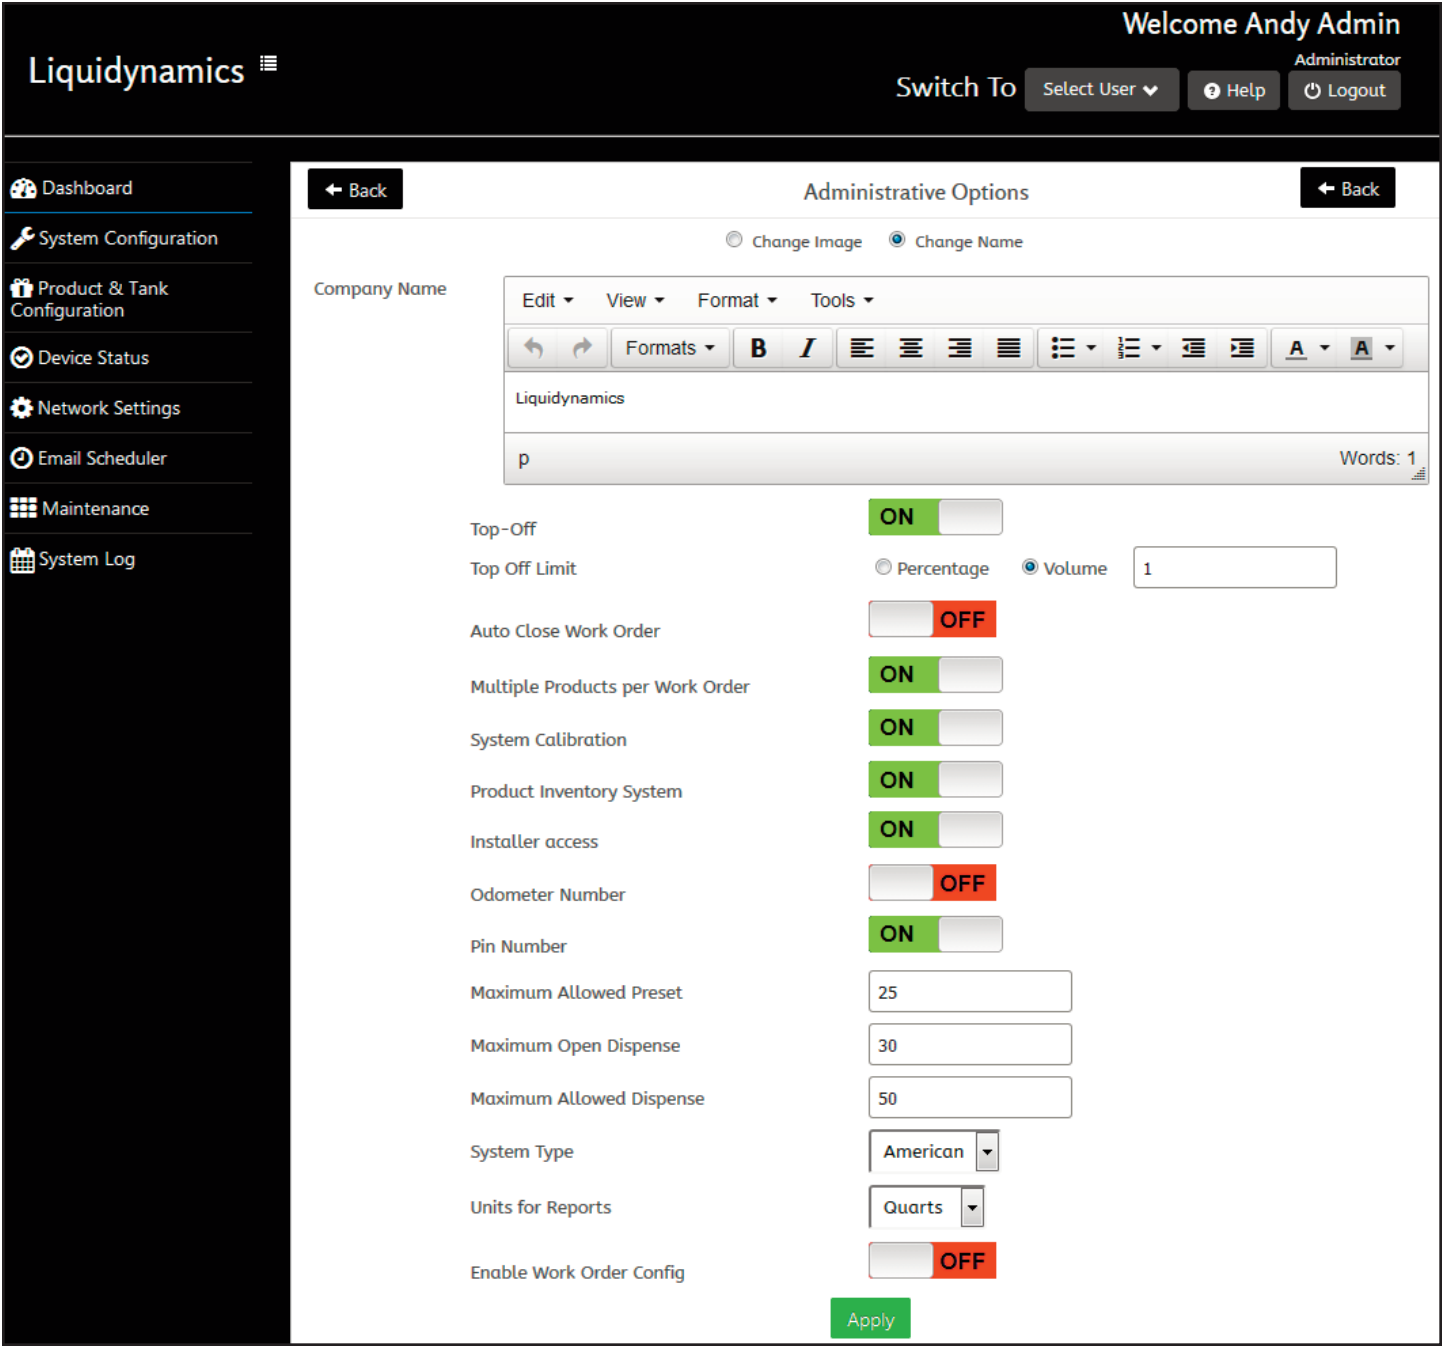 Welcome Andy Admin
Administrator
Liquidynamics
Switch To Select User Help Logout
Dashboard
System Configuration
Product & Tank
Configuration
Device Status
Network Settings
Email Scheduler
Maintenance
System Log
Back Administrative Options Back
Change Image Change Name
Company Name
Edit View Format Tools
Formats B I A A
Liquidynamics
p Words: 1
Top-Off ON
Top Off Limit Percentage Volume 1
Auto Close Work Order OFF
Multiple Products per Work Order ON
System Calibration ON
Product Inventory System ON
Installer access ON
Odometer Number OFF
Pin Number ON
Maximum Allowed Preset 25
Maximum Open Dispense 30
Maximum Allowed Dispense 50
System Type American
Units for Reports Quarts
Enable Work Order Config OFF
Apply